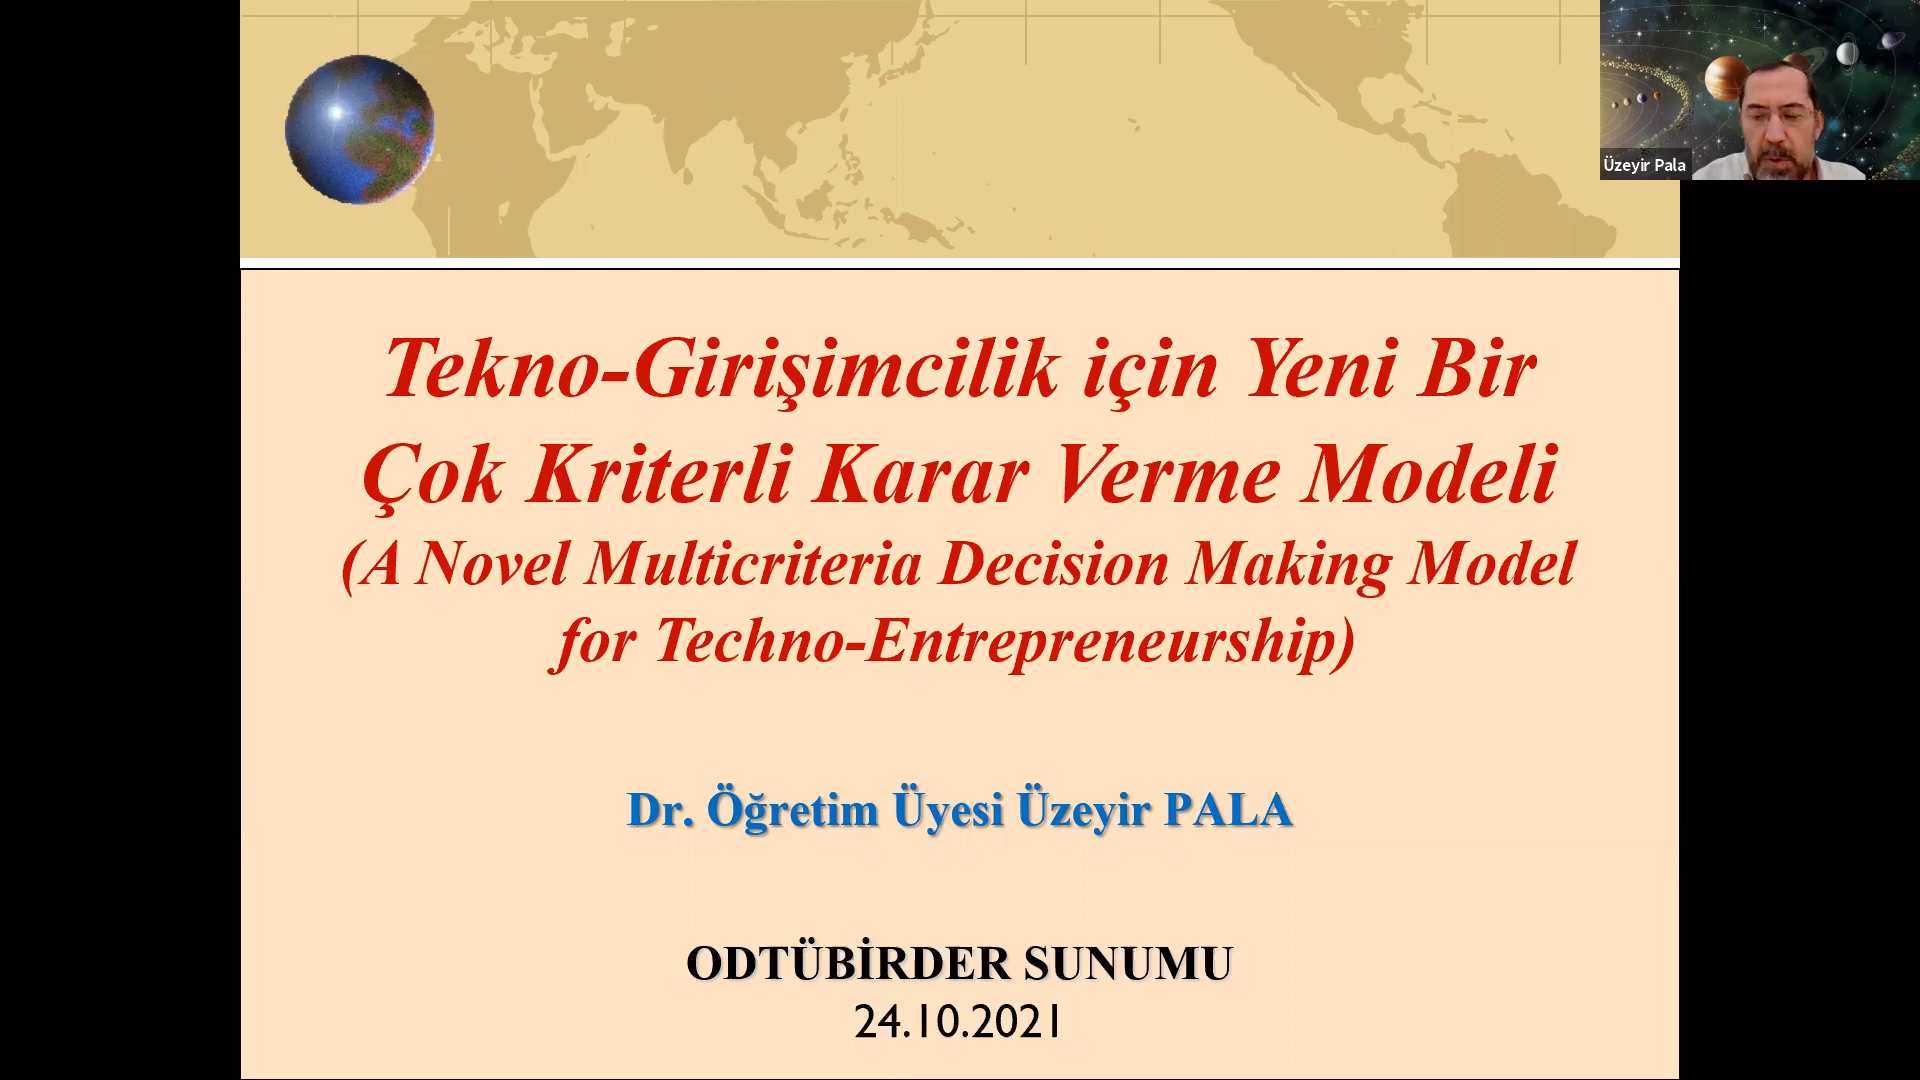 Üzeyir Pala
Tekno-Girişimcilik için Yeni Bir
Çok Kriterli Karar Verme Modeli
(A Novel Multicriteria Decision Making Model
for Techno-Entrepreneurship)
Dr. Öğretim Üyesi Üzeyir PALA
ODTÜBİRDER SUNUMU
24.10.2021